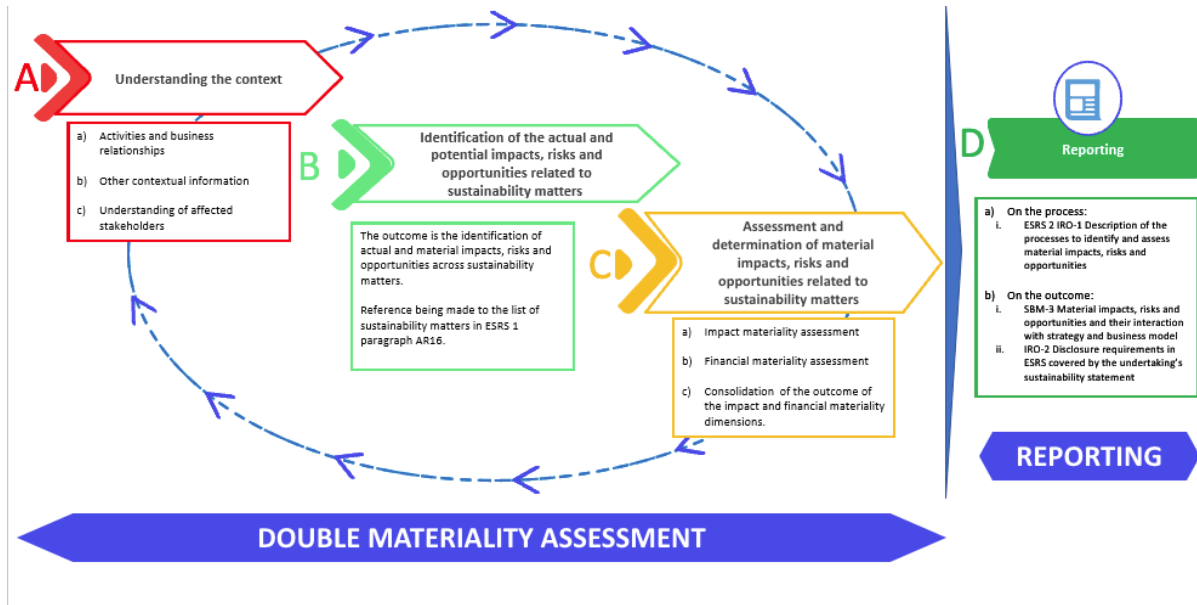 A
Understanding the context
a) Activities and business
relationships
b) Other contextual information
c) Understanding of affected
stakeholders
B
Identification of the actual and
potential impacts, risks and
opportunities related to
sustainability matters
The outcome is the identification of
actual and material impacts, risks and
opportunities across sustainability
matters.
Reference being made to the list of
sustainability matters in ESRS 1
paragraph AR16.
C
Assessment and
determination of material
impacts, risks and
opportunities related to
sustainability matters
a) Impact materiality assessment
b) Financial materiality assessment
c) Consolidation of the outcome of
the impact and financial materiality
dimensions.
D
Reporting
a) On the process:
i. ESRS 2 IRO-1 Description of the
processes to identify and assess
material impacts, risks and
opportunities
b) On the outcome:
i. SBM-3 Material impacts, risks and
opportunities and their interaction
with strategy and business model
ii. IRO-2 Disclosure requirements in
ESRS covered by the undertaking's
sustainability statement
REPORTING
DOUBLE MATERIALITY ASSESSMENT